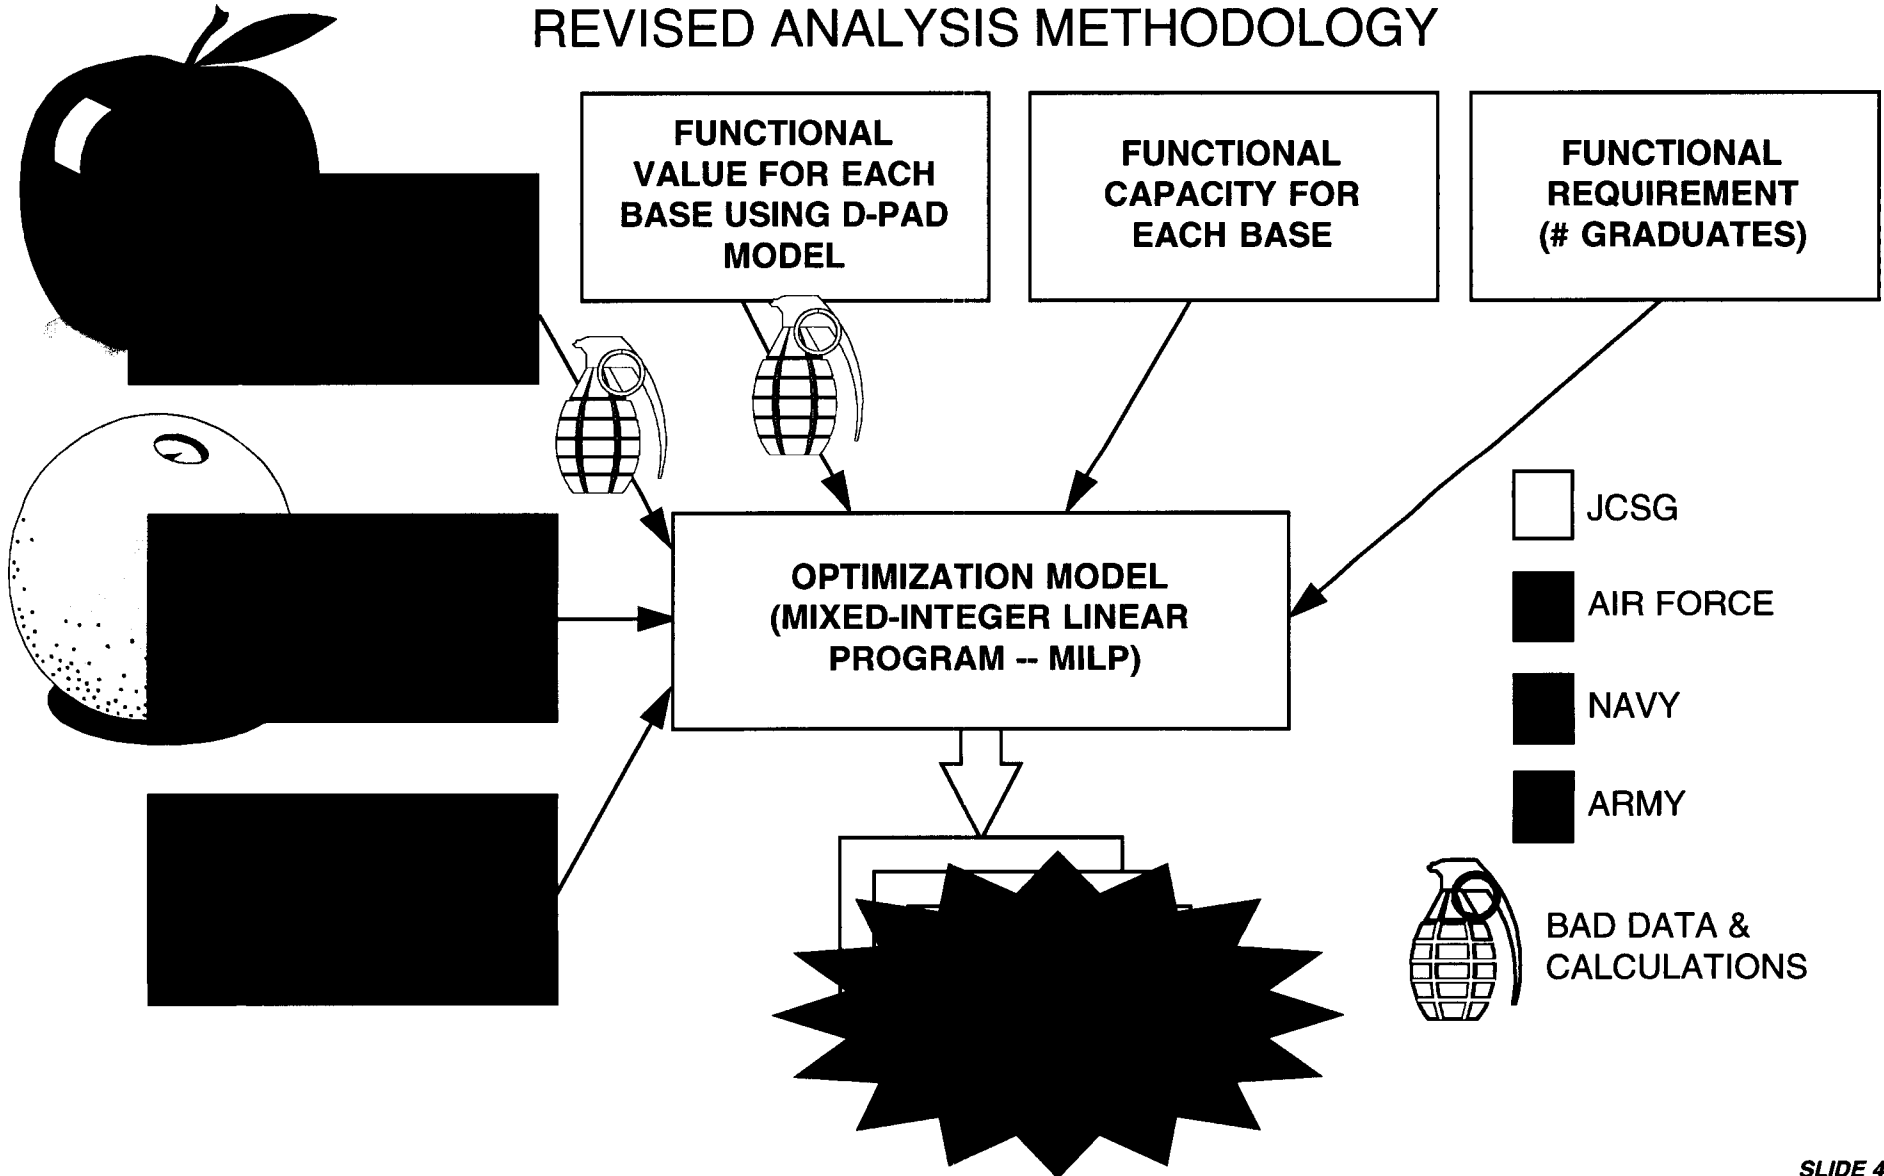 REVISED ANALYSIS METHODOLOGY
FUNCTIONAL
VALUE FOR EACH
BASE USING D-PAD
MODEL
FUNCTIONAL
CAPACITY FOR
EACH BASE
FUNCTIONAL
REQUIREMENT
(# GRADUATES)
OPTIMIZATION MODEL
(MIXED-INTEGER LINEAR
PROGRAM -- MILP)
JCSG
AIR FORCE
NAVY
ARMY
BAD DATA &
CALCULATIONS
SLIDE 4